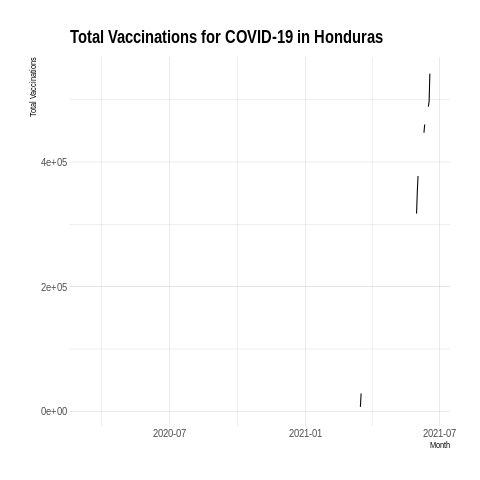 Total Vaccinations for COVID-19 in Honduras
Total Vaccinations
4e+05
2e+05
0e+00
2020-07
2021-01
2021-07
Month